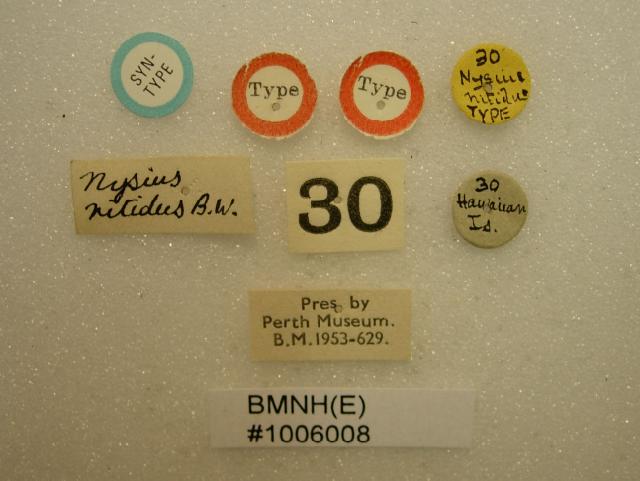 SYN-
TYPE
Type
Type
30
Nysius
nitidus
TYPE
Nysius
nitidus B.W.
30
30
Hawaiian
Is.
Pres. by
Perth Museum.
B.M.1953-629.
BMNH(E)
#1006008